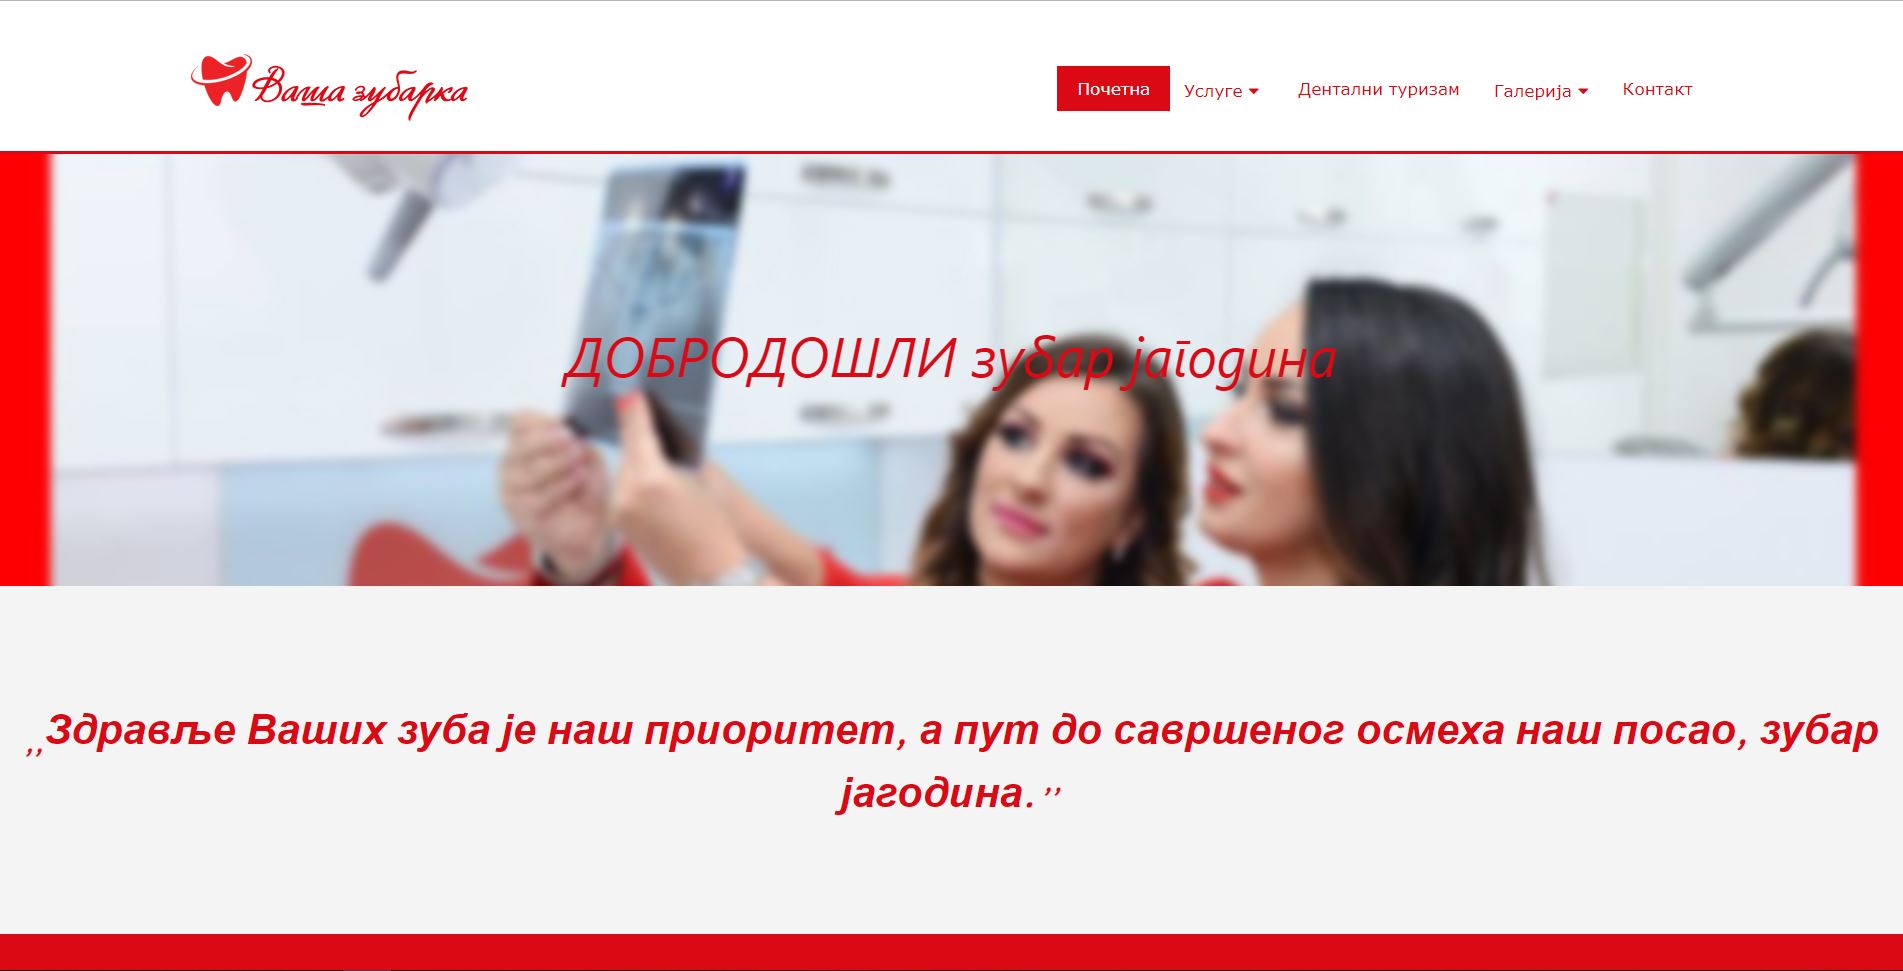 Ваша зубарка
Почетна
Услуге
Дентални туризам
Галерија
Контакт
ДОБРОДОШЛИ зубар јагодина
,,Здравље Ваших зуба је наш приоритет, а пут до савршеног осмеха наш посао, зубар
јагодина. ’’